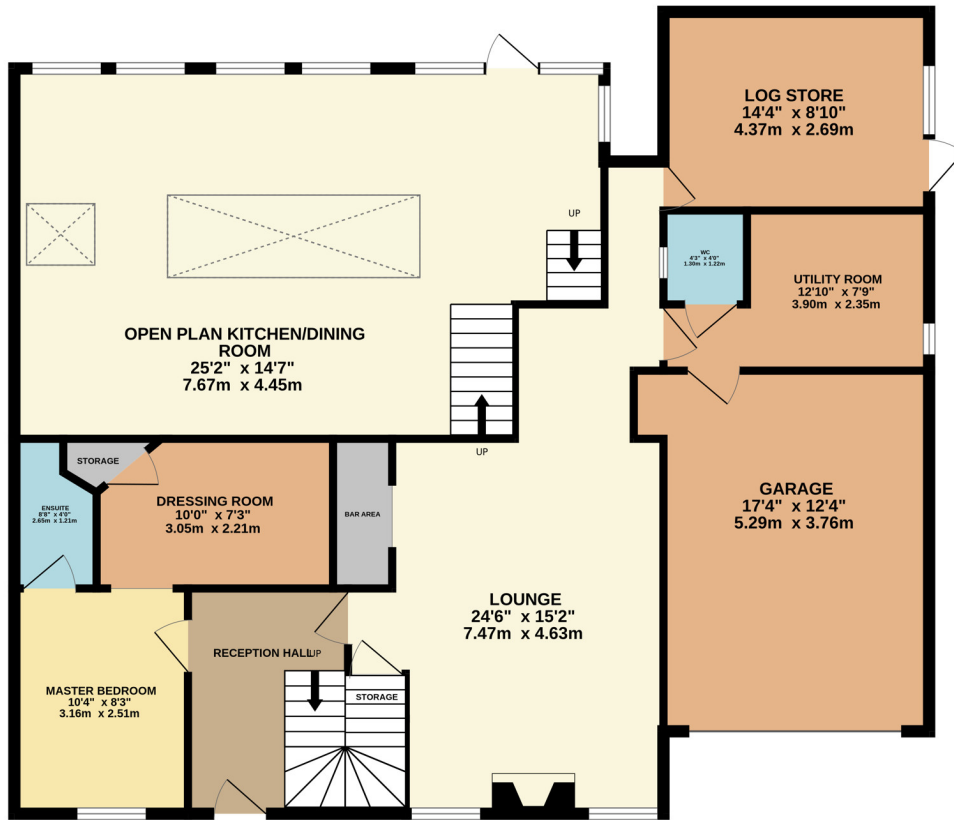 LOG STORE
14'4" x 8'10"
4.37m x 2.69m
UP
WC
4'3" x 4'0"
1.30m x 1.22m
UTILITY ROOM
12'10" x 7'9"
3.90m x 2.35m
OPEN PLAN KITCHEN/DINING
ROOM
25'2" x 14'7"
7.67m x 4.45m
UP
STORAGE
ENSUITE
8'8" x 4'0"
2.65m x 1.21m
DRESSING ROOM
10'0" x 7'3"
3.05m x 2.21m
BAR AREA
GARAGE
17'4" x 12'4"
5.29m x 3.76m
LOUNGE
24'6" x 15'2"
7.47m x 4.63m
RECEPTION HALL
UP
MASTER BEDROOM
10'4" x 8'3"
3.16m x 2.51m
STORAGE